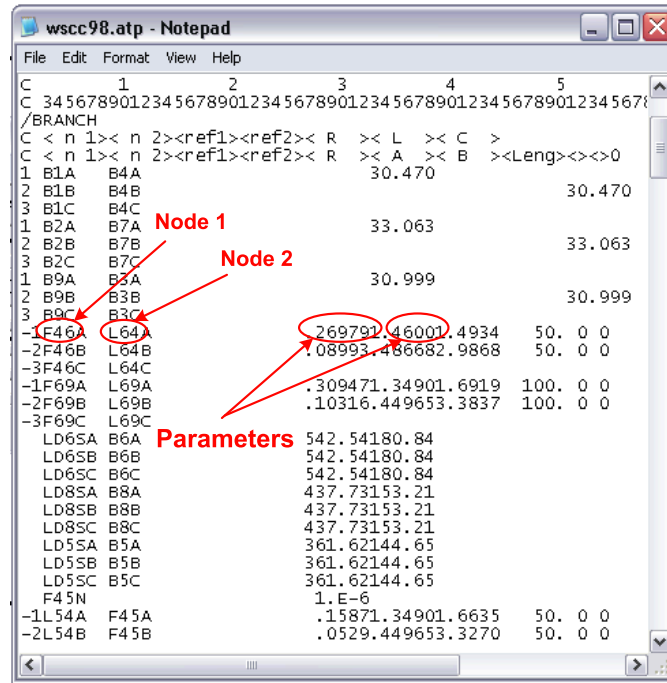 wscc98.atp - Notepad
File Edit Format View Help
C 1 2 3 4 5
C 34567890123456789012345678901234567890123456789012345678
/BRANCH
C < n 1>< n 2><ref1><ref2>< R >< L >< C >
C < n 1>< n 2><ref1><ref2>< R >< A >< B ><Leng><><>0
1 B1A B4A 30.470
2 B1B B4B 30.470
3 B1C B4C
1 B2A B7A 33.063
2 B2B B7B 33.063
3 B2C B7C
1 B9A B3A 30.999
2 B9B B3B 30.999
3 B9C B3C
Node 1
Node 2
-1F46A L64A .269791.46001.4934 50. 0 0
-2F46B L64B .08993.486682.9868 50. 0 0
-3F46C L64C
-1F69A L69A .309471.34901.6919 100. 0 0
-2F69B L69B .10316.449653.3837 100. 0 0
-3F69C L69C
Parameters
LD6SA B6A 542.54180.84
LD6SB B6B 542.54180.84
LD6SC B6C 542.54180.84
LD8SA B8A 437.73153.21
LD8SB B8B 437.73153.21
LD8SC B8C 437.73153.21
LD5SA B5A 361.62144.65
LD5SB B5B 361.62144.65
LD5SC B5C 361.62144.65
F45N 1.E-6
-1L54A F45A .15871.34901.6635 50. 0 0
-2L54B F45B .0529.449653.3270 50. 0 0